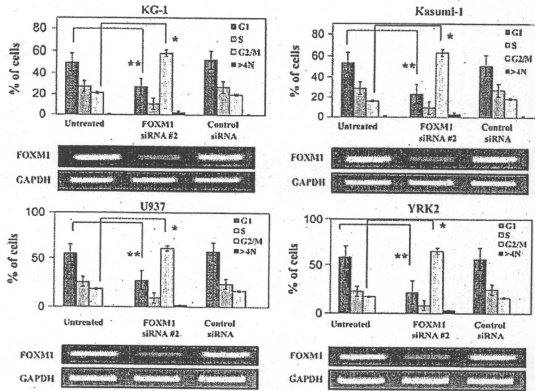 KG-1
% of cells
80
60
40
20
0
G1
S
G2/M
>4N
**
*
Untreated
FOXM1
siRNA #2
Control
siRNA
FOXM1
GAPDH
Kasumi-1
% of cells
80
60
40
20
0
G1
S
G2/M
>4N
**
*
Untreated
FOXM1
siRNA #2
Control
siRNA
FOXM1
GAPDH
U937
% of cells
100
50
0
G1
S
G2/M
>4N
**
*
Untreated
FOXM1
siRNA #2
Control
siRNA
FOXM1
GAPDH
YRK2
% of cells
100
50
0
G1
S
G2/M
>4N
**
*
Untreated
FOXM1
siRNA #2
Control
siRNA
FOXM1
GAPDH